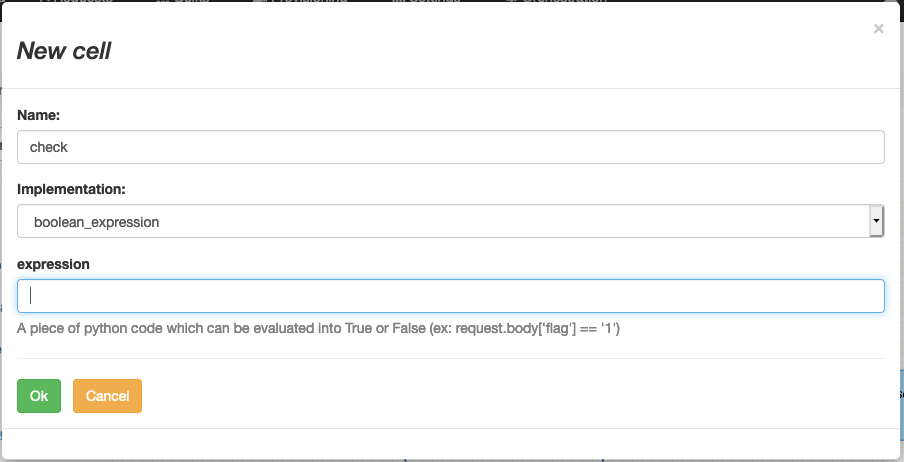 New cell
×
Name:
check
Implementation:
boolean_expression
expression
A piece of python code which can be evaluated into True or False (ex: request.body['flag'] == '1')
Ok
Cancel